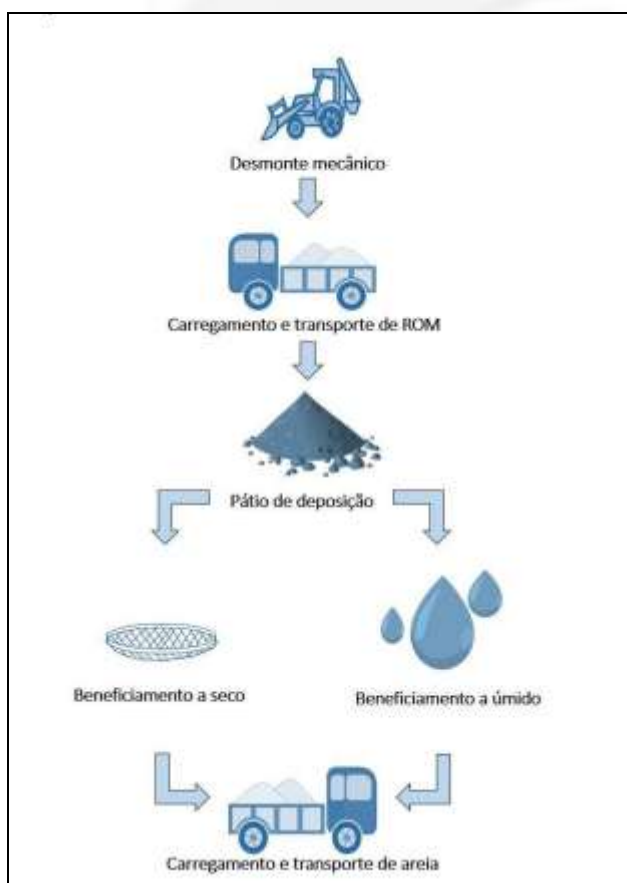 Desmonte mecânico
Carregamento e transporte de ROM
Pátio de deposição
Beneficiamento a seco
Beneficiamento a úmido
Carregamento e transporte de areia